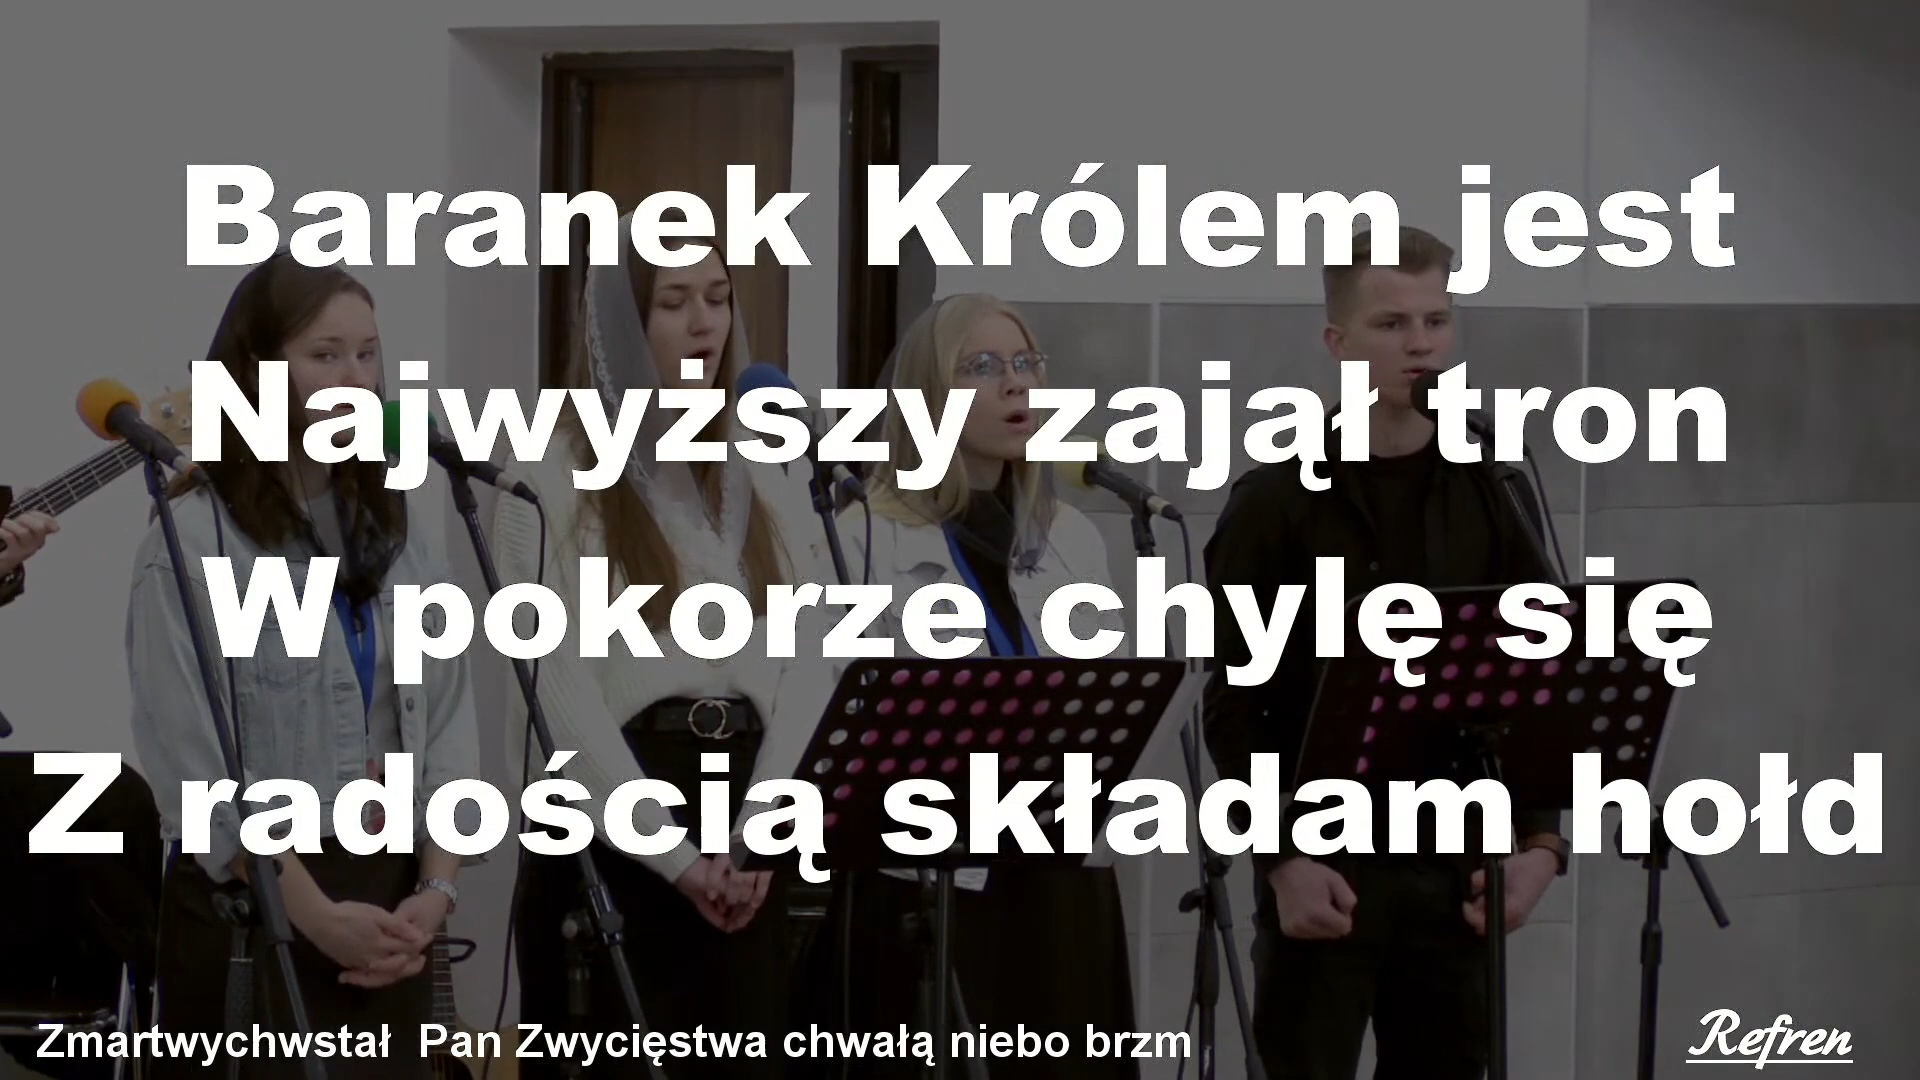 Baranek Królem jest
Najwyższy zajął tron
W pokorze chylę się
Z radością składam hołd
Zmartwychwstał  Pan Zwycięstwa chwałą niebo brzm
Refren